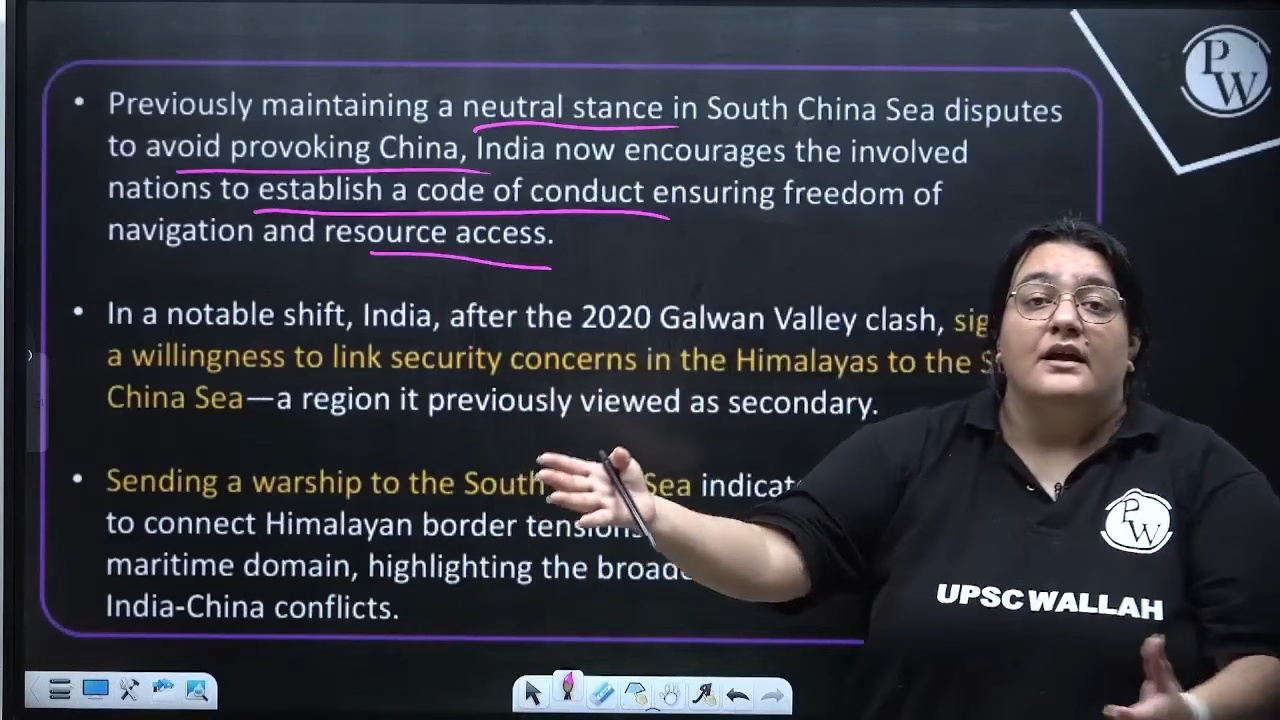 • Previously maintaining a neutral stance in South China Sea disputes
to avoid provoking China, India now encourages the involved
nations to establish a code of conduct ensuring freedom of
navigation and resource access.
• In a notable shift, India, after the 2020 Galwan Valley clash,
a willingness to link security concerns in the Himalayas to the
China Sea—a region it previously viewed as secondary.
• Sending a warship to the South Sea
to connect Himalayan border tensions
maritime domain, highlighting the
India-China conflicts.
PW
PW
UPSC WALLAH